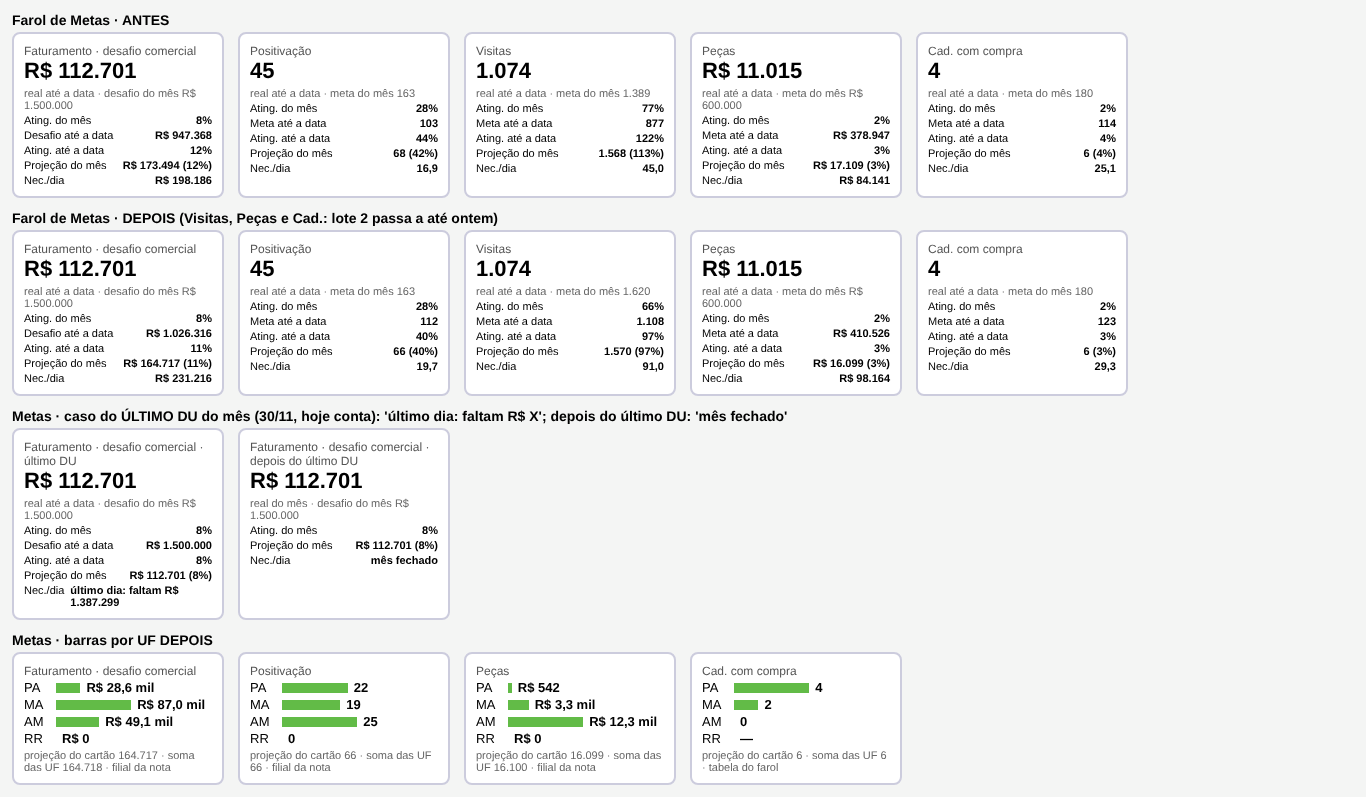 Farol de Metas · ANTES
Faturamento · desafio comercial
R$ 112.701
real até a data · desafio do mês R$
1.500.000
Ating. do mês 8%
Desafio até a data R$ 947.368
Ating. até a data 12%
Projeção do mês R$ 173.494 (12%)
Nec./dia R$ 198.186
Positivação
45
real até a data · meta do mês 163
Ating. do mês 28%
Meta até a data 103
Ating. até a data 44%
Projeção do mês 68 (42%)
Nec./dia 16,9
Visitas
1.074
real até a data · meta do mês 1.389
Ating. do mês 77%
Meta até a data 877
Ating. até a data 122%
Projeção do mês 1.568 (113%)
Nec./dia 45,0
Peças
R$ 11.015
real até a data · meta do mês R$
600.000
Ating. do mês 2%
Meta até a data R$ 378.947
Ating. até a data 3%
Projeção do mês R$ 17.109 (3%)
Nec./dia R$ 84.141
Cad. com compra
4
real até a data · meta do mês 180
Ating. do mês 2%
Meta até a data 114
Ating. até a data 4%
Projeção do mês 6 (4%)
Nec./dia 25,1
Farol de Metas · DEPOIS (Visitas, Peças e Cad.: lote 2 passa a até ontem)
Faturamento · desafio comercial
R$ 112.701
real até a data · desafio do mês R$
1.500.000
Ating. do mês 8%
Desafio até a data R$ 1.026.316
Ating. até a data 11%
Projeção do mês R$ 164.717 (11%)
Nec./dia R$ 231.216
Positivação
45
real até a data · meta do mês 163
Ating. do mês 28%
Meta até a data 112
Ating. até a data 40%
Projeção do mês 66 (40%)
Nec./dia 19,7
Visitas
1.074
real até a data · meta do mês 1.620
Ating. do mês 66%
Meta até a data 1.108
Ating. até a data 97%
Projeção do mês 1.570 (97%)
Nec./dia 91,0
Peças
R$ 11.015
real até a data · meta do mês R$
600.000
Ating. do mês 2%
Meta até a data R$ 410.526
Ating. até a data 3%
Projeção do mês R$ 16.099 (3%)
Nec./dia R$ 98.164
Cad. com compra
4
real até a data · meta do mês 180
Ating. do mês 2%
Meta até a data 123
Ating. até a data 3%
Projeção do mês 6 (3%)
Nec./dia 29,3
Metas · caso do ÚLTIMO DU do mês (30/11, hoje conta): 'último dia: faltam R$ X'; depois do último DU: 'mês fechado'
Faturamento · desafio comercial ·
último DU
R$ 112.701
real até a data · desafio do mês R$
1.500.000
Ating. do mês 8%
Desafio até a data R$ 1.500.000
Ating. até a data 8%
Projeção do mês R$ 112.701 (8%)
Nec./dia último dia: faltam R$
1.387.299
Faturamento · desafio comercial ·
depois do último DU
R$ 112.701
real do mês · desafio do mês R$
1.500.000
Ating. do mês 8%
Projeção do mês R$ 112.701 (8%)
Nec./dia mês fechado
Metas · barras por UF DEPOIS
Faturamento · desafio comercial
PA R$ 28,6 mil
MA R$ 87,0 mil
AM R$ 49,1 mil
RR R$ 0
projeção do cartão 164.717 · soma
das UF 164.718 · filial da nota
Positivação
PA 22
MA 19
AM 25
RR 0
projeção do cartão 66 · soma das UF
66 · filial da nota
Peças
PA R$ 542
MA R$ 3,3 mil
AM R$ 12,3 mil
RR R$ 0
projeção do cartão 16.099 · soma das
UF 16.100 · filial da nota
Cad. com compra
PA 4
MA 2
AM 0
RR —
projeção do cartão 6 · soma das UF 6
· tabela do farol